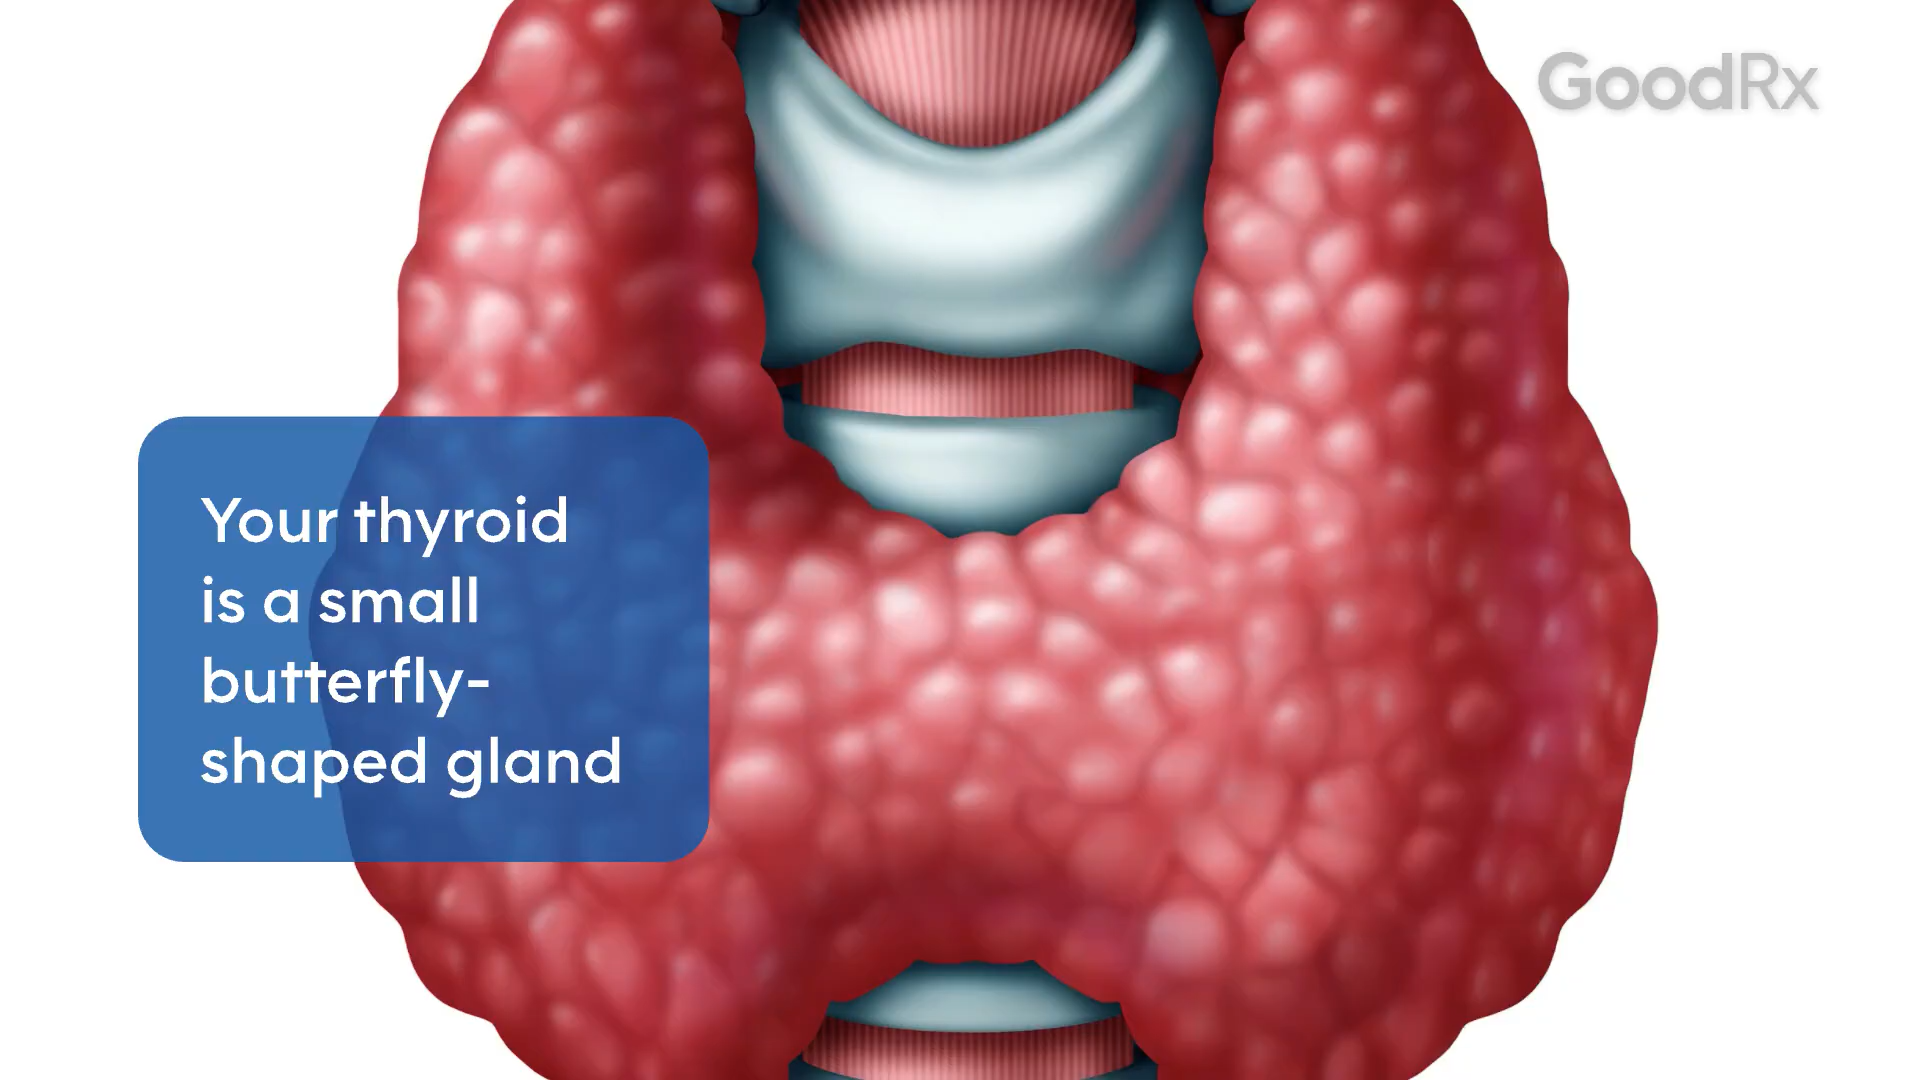 GoodRx
Your thyroid
is a small
butterfly-
shaped gland